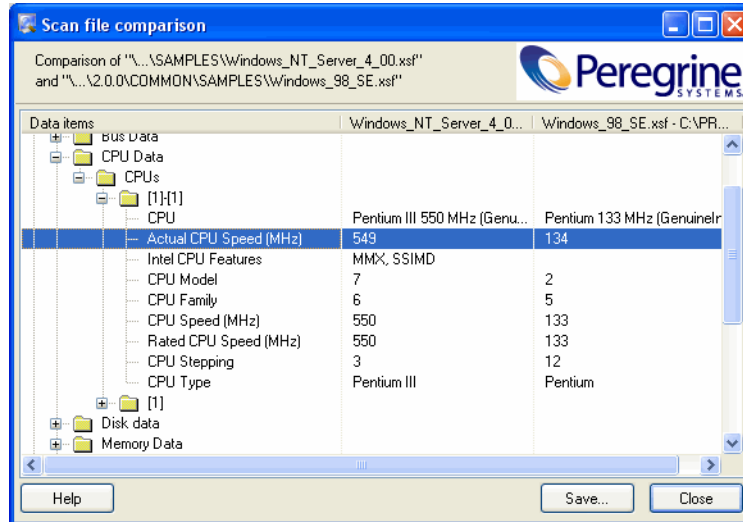 Scan file comparison
Comparison of "\...\SAMPLES\Windows_NT_Server_4_00.xsf"
and "\...\2.0.0\COMMON\SAMPLES\Windows_98_SE.xsf"
Peregrine
SYSTEMS
Data items Windows_NT_Server_4_0... Windows_98_SE.xsf - C:\PR...
Bus Data
CPU Data
CPUs
[1]-[1]
CPU Pentium III 550 MHz (Genu... Pentium 133 MHz (GenuineIr
Actual CPU Speed (MHz) 549 134
Intel CPU Features MMX, SSIMD
CPU Model 7 2
CPU Family 6 5
CPU Speed (MHz) 550 133
Rated CPU Speed (MHz) 550 133
CPU Stepping 3 12
CPU Type Pentium III Pentium
[1]
Disk data
Memory Data
Help Save... Close